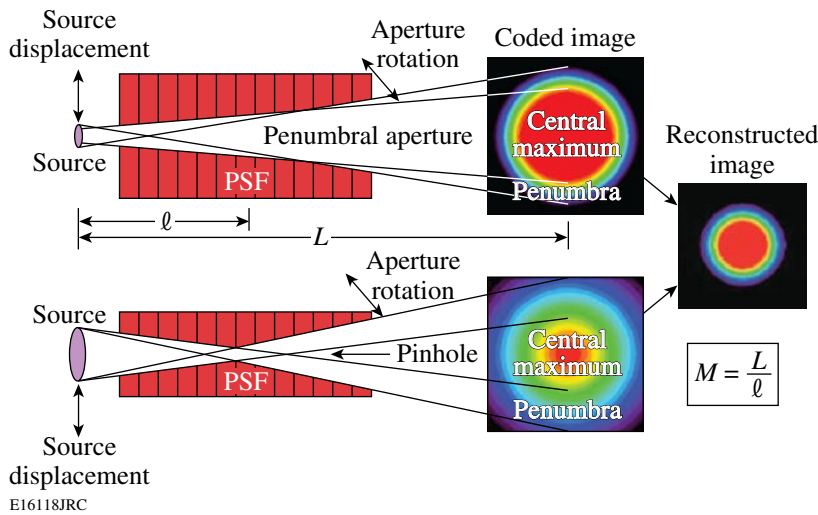 Source
displacement
Aperture
rotation
Coded image
Source
Penumbral aperture
PSF
Central
maximum
Penumbra
Reconstructed
image
ℓ
L
Aperture
rotation
Source
Pinhole
PSF
Central
maximum
Penumbra
M = L/ℓ
Source
displacement
E16118JRC